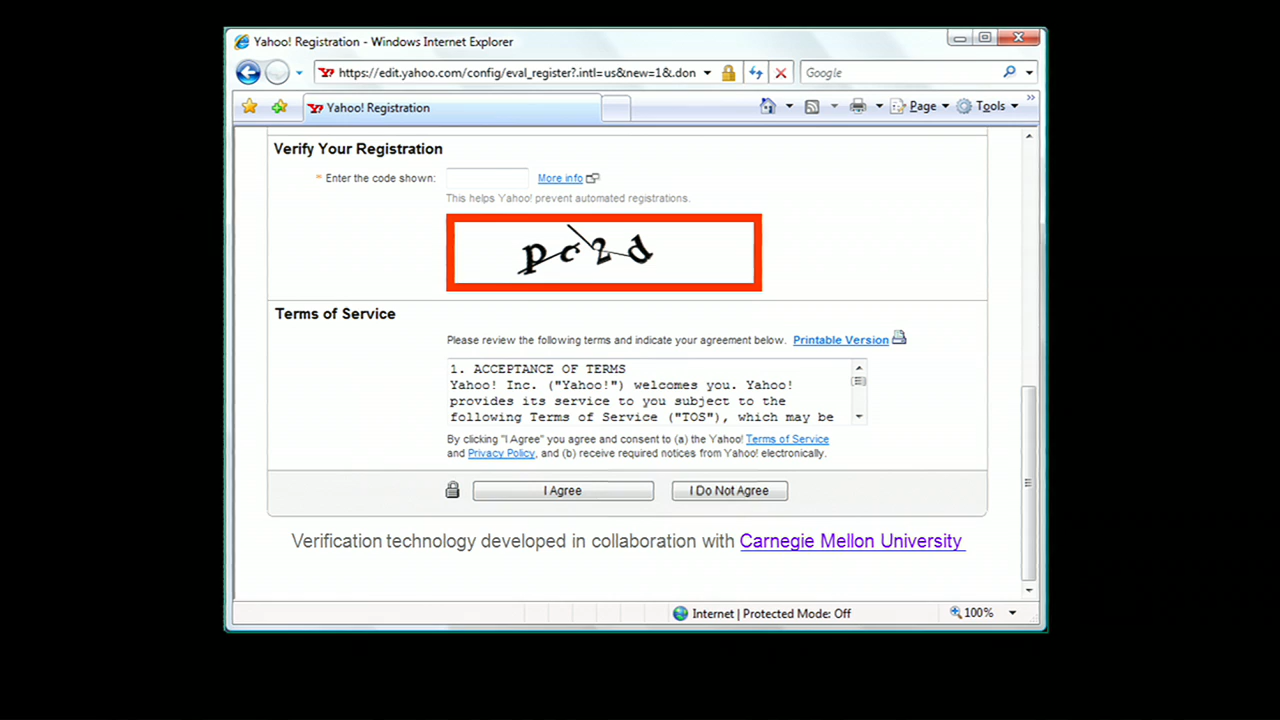 Yahoo! Registration - Windows Internet Explorer
https://edit.yahoo.com/config/eval_register?.intl=us&new=1&.don
Google
Yahoo! Registration
Page
Tools
Verify Your Registration
* Enter the code shown:
More info
This helps Yahoo! prevent automated registrations.
pc2d
Terms of Service
Please review the following terms and indicate your agreement below. Printable Version
1. ACCEPTANCE OF TERMS
Yahoo! Inc. ("Yahoo!") welcomes you. Yahoo!
provides its service to you subject to the
following Terms of Service ("TOS"), which may be
By clicking "I Agree" you agree and consent to (a) the Yahoo! Terms of Service
and Privacy Policy, and (b) receive required notices from Yahoo! electronically.
I Agree
I Do Not Agree
Verification technology developed in collaboration with Carnegie Mellon University
Internet | Protected Mode: Off
100%